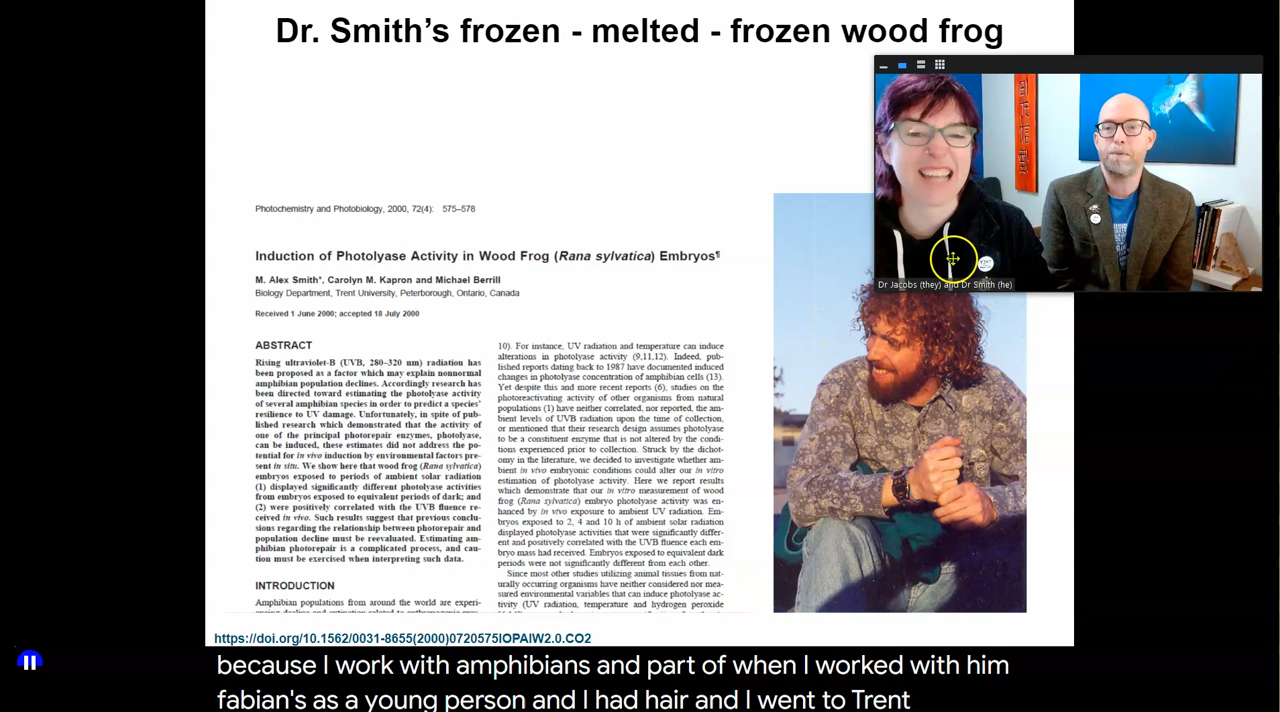 Dr. Smith's frozen - melted - frozen wood frog
Dr Jacobs (they) and Dr Smith (he)
Photochemistry and Photobiology, 2000, 72(4): 575–578
Induction of Photolyase Activity in Wood Frog (Rana sylvatica) Embryos¶
M. Alex Smith*, Carolyn M. Kapron and Michael Berrill
Biology Department, Trent University, Peterborough, Ontario, Canada
Received 1 June 2000; accepted 18 July 2000
ABSTRACT
Rising ultraviolet-B (UVB, 280–320 nm) radiation has
been proposed as a factor which may explain nonnormal
amphibian population declines. Accordingly research has
been directed toward estimating the photolyase activity
of several amphibian species in order to predict a species'
resilience to UV damage. Unfortunately, in spite of pub-
lished research which demonstrated that the activity of
one of the principal photorepair enzymes, photolyase,
can be induced, these estimates did not address the po-
tential for in vivo induction by environmental factors pre-
sent in situ. We show here that wood frog (Rana sylvatica)
embryos exposed to periods of ambient solar radiation
(1) displayed significantly different photolyase activities
from embryos exposed to equivalent periods of dark; and
(2) were positively correlated with the UVB fluence re-
ceived in vivo. Such results suggest that previous conclu-
sions regarding the relationship between photorepair and
population decline must be reevaluated. Estimating am-
phibian photorepair is a complicated process, and cau-
tion must be exercised when interpreting such data.
INTRODUCTION
Amphibian populations from around the world are experi-
10). For instance, UV radiation and temperature can induce
alterations in photolyase activity (9,11,12). Indeed, pub-
lished reports dating back to 1987 have documented induced
changes in photolyase concentration of amphibian cells (13).
Yet despite this and more recent reports (6), studies on the
photoreactivating activity of other organisms from natural
populations (1) have neither correlated, nor reported, the am-
bient levels of UVB radiation upon the time of collection,
or mentioned that their research design assumes photolyase
to be a constituent enzyme that is not altered by the condi-
tions experienced prior to collection. Struck by the dichot-
omy in the literature, we decided to investigate whether am-
bient in vivo embryonic conditions could alter our in vitro
estimation of photolyase activity. Here we report results
which demonstrate that our in vitro measurement of wood
frog (Rana sylvatica) embryo photolyase activity was en-
hanced by in vivo exposure to ambient UV radiation. Em-
bryos exposed to 2, 4 and 10 h of ambient solar radiation
displayed photolyase activities that were significantly differ-
ent and positively correlated with the UVB fluence each em-
bryo mass had received. Embryos exposed to equivalent dark
periods were not significantly different from each other.
Since most other studies utilizing animal tissues from nat-
urally occurring organisms have neither considered nor mea-
sured environmental variables that can induce photolyase ac-
tivity (UV radiation, temperature and hydrogen peroxide
https://doi.org/10.1562/0031-8655(2000)0720575IOPAIW2.0.CO2
because I work with amphibians and part of when I worked with him
fabian's as a young person and I had hair and I went to Trent